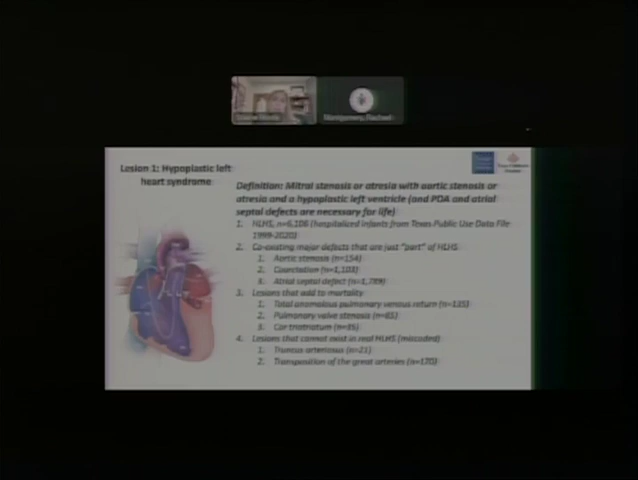 Montgomery, Rachael
Lesion 1: Hypoplastic left
heart syndrome
Definition: Mitral stenosis or atresia with aortic stenosis or
atresia and a hypoplastic left ventricle (and PDA and atrial
septal defects are necessary for life)
1. HLHS, n=6,106 (hospitalized infants from Texas Public Use Data File
1999-2020)
2. Co-existing major defects that are just "part" of HLHS
1. Aortic stenosis (n=154)
2. Coarctation (n=1,103)
3. Atrial septal defect (n=1,789)
3. Lesions that add to mortality
1. Total anomalous pulmonary venous return (n=135)
2. Pulmonary valve stenosis (n=65)
3. Cor triatriatum
4. Lesions that cannot exist in real HLHS (miscoded)
1. Truncus arteriosus (n=21)
2. Transposition of the great arteries (n=170)